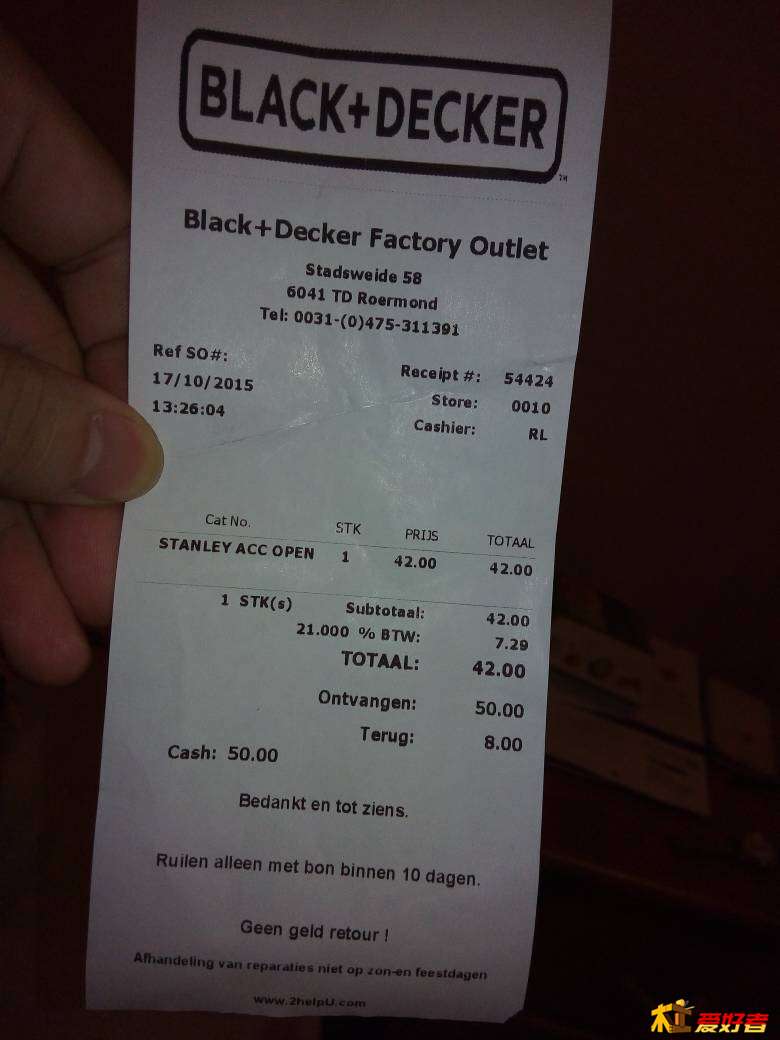 BLACK+DECKER
TM
Black+Decker Factory Outlet
Stadsweide 58
6041 TD Roermond
Tel: 0031-(0)475-311391
Ref SO#:
17/10/2015
13:26:04
Receipt #: 54424
Store: 0010
Cashier: RL
Cat No. STK PRIJS TOTAAL
STANLEY ACC OPEN 1 42.00 42.00
1 STK(s) Subtotaal: 42.00
21.000 % BTW: 7.29
TOTAAL: 42.00
Ontvangen: 50.00
Terug: 8.00
Cash: 50.00
Bedankt en tot ziens.
Ruilen alleen met bon binnen 10 dagen.
Geen geld retour !
Afhandeling van reparaties niet op zon-en feestdagen
www.2helpU.com
爱好者